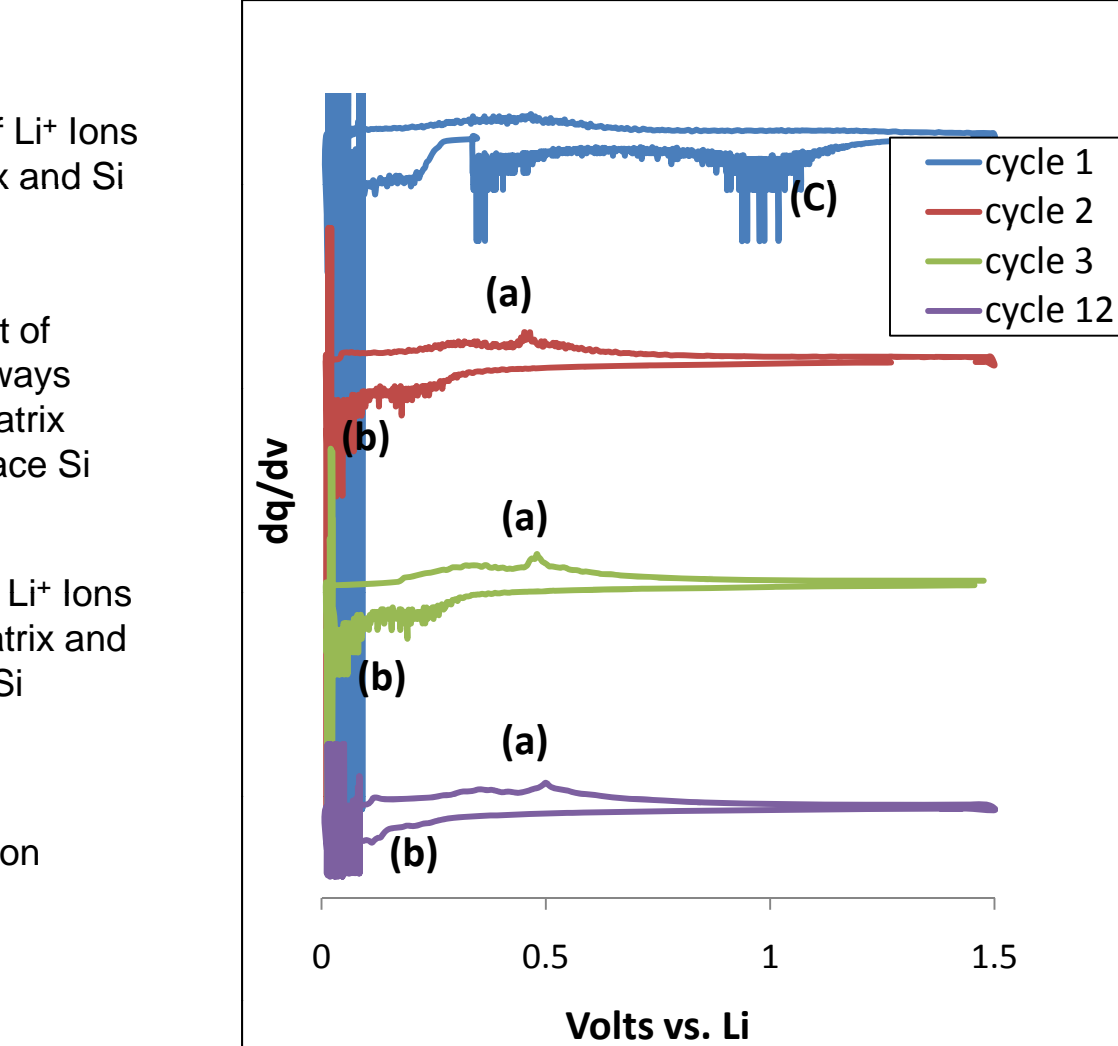 Li⁺ Ions
x and Si
t of
ways
atrix
ace Si
Li⁺ Ions
atrix and
Si
on
cycle 1
cycle 2
cycle 3
cycle 12
(C)
(a)
(b)
(a)
(b)
(a)
(b)
dq/dv
0 0.5 1 1.5
Volts vs. Li